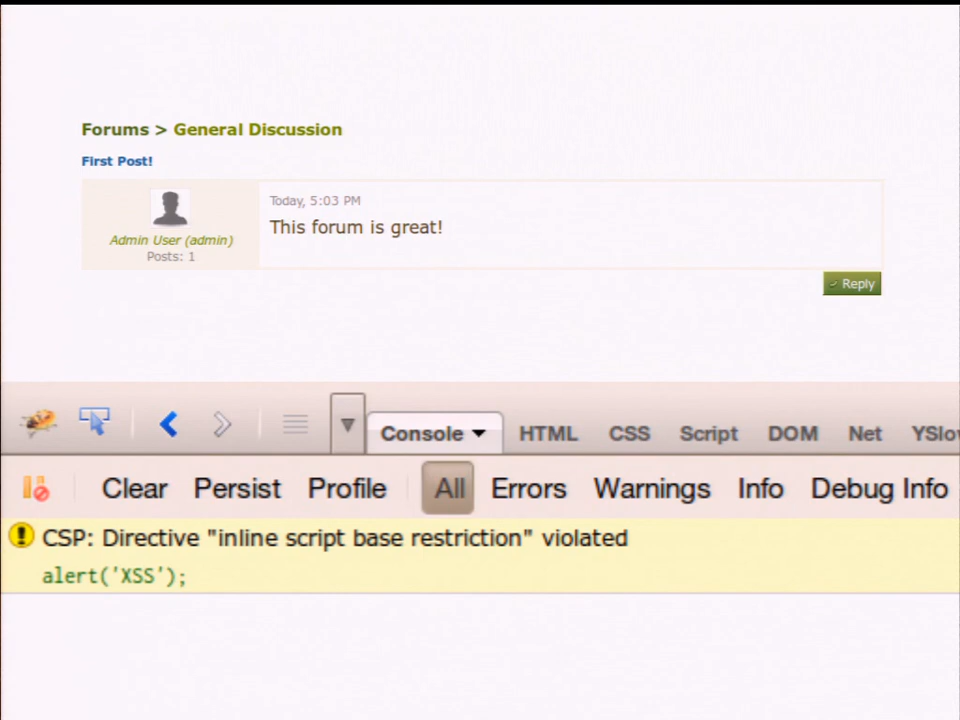 Forums > General Discussion
First Post!
Today, 5:03 PM
This forum is great!
Admin User (admin)
Posts: 1
Reply
Console HTML CSS Script DOM Net YSlo
Clear Persist Profile All Errors Warnings Info Debug Info
CSP: Directive "inline script base restriction" violated
alert('XSS');